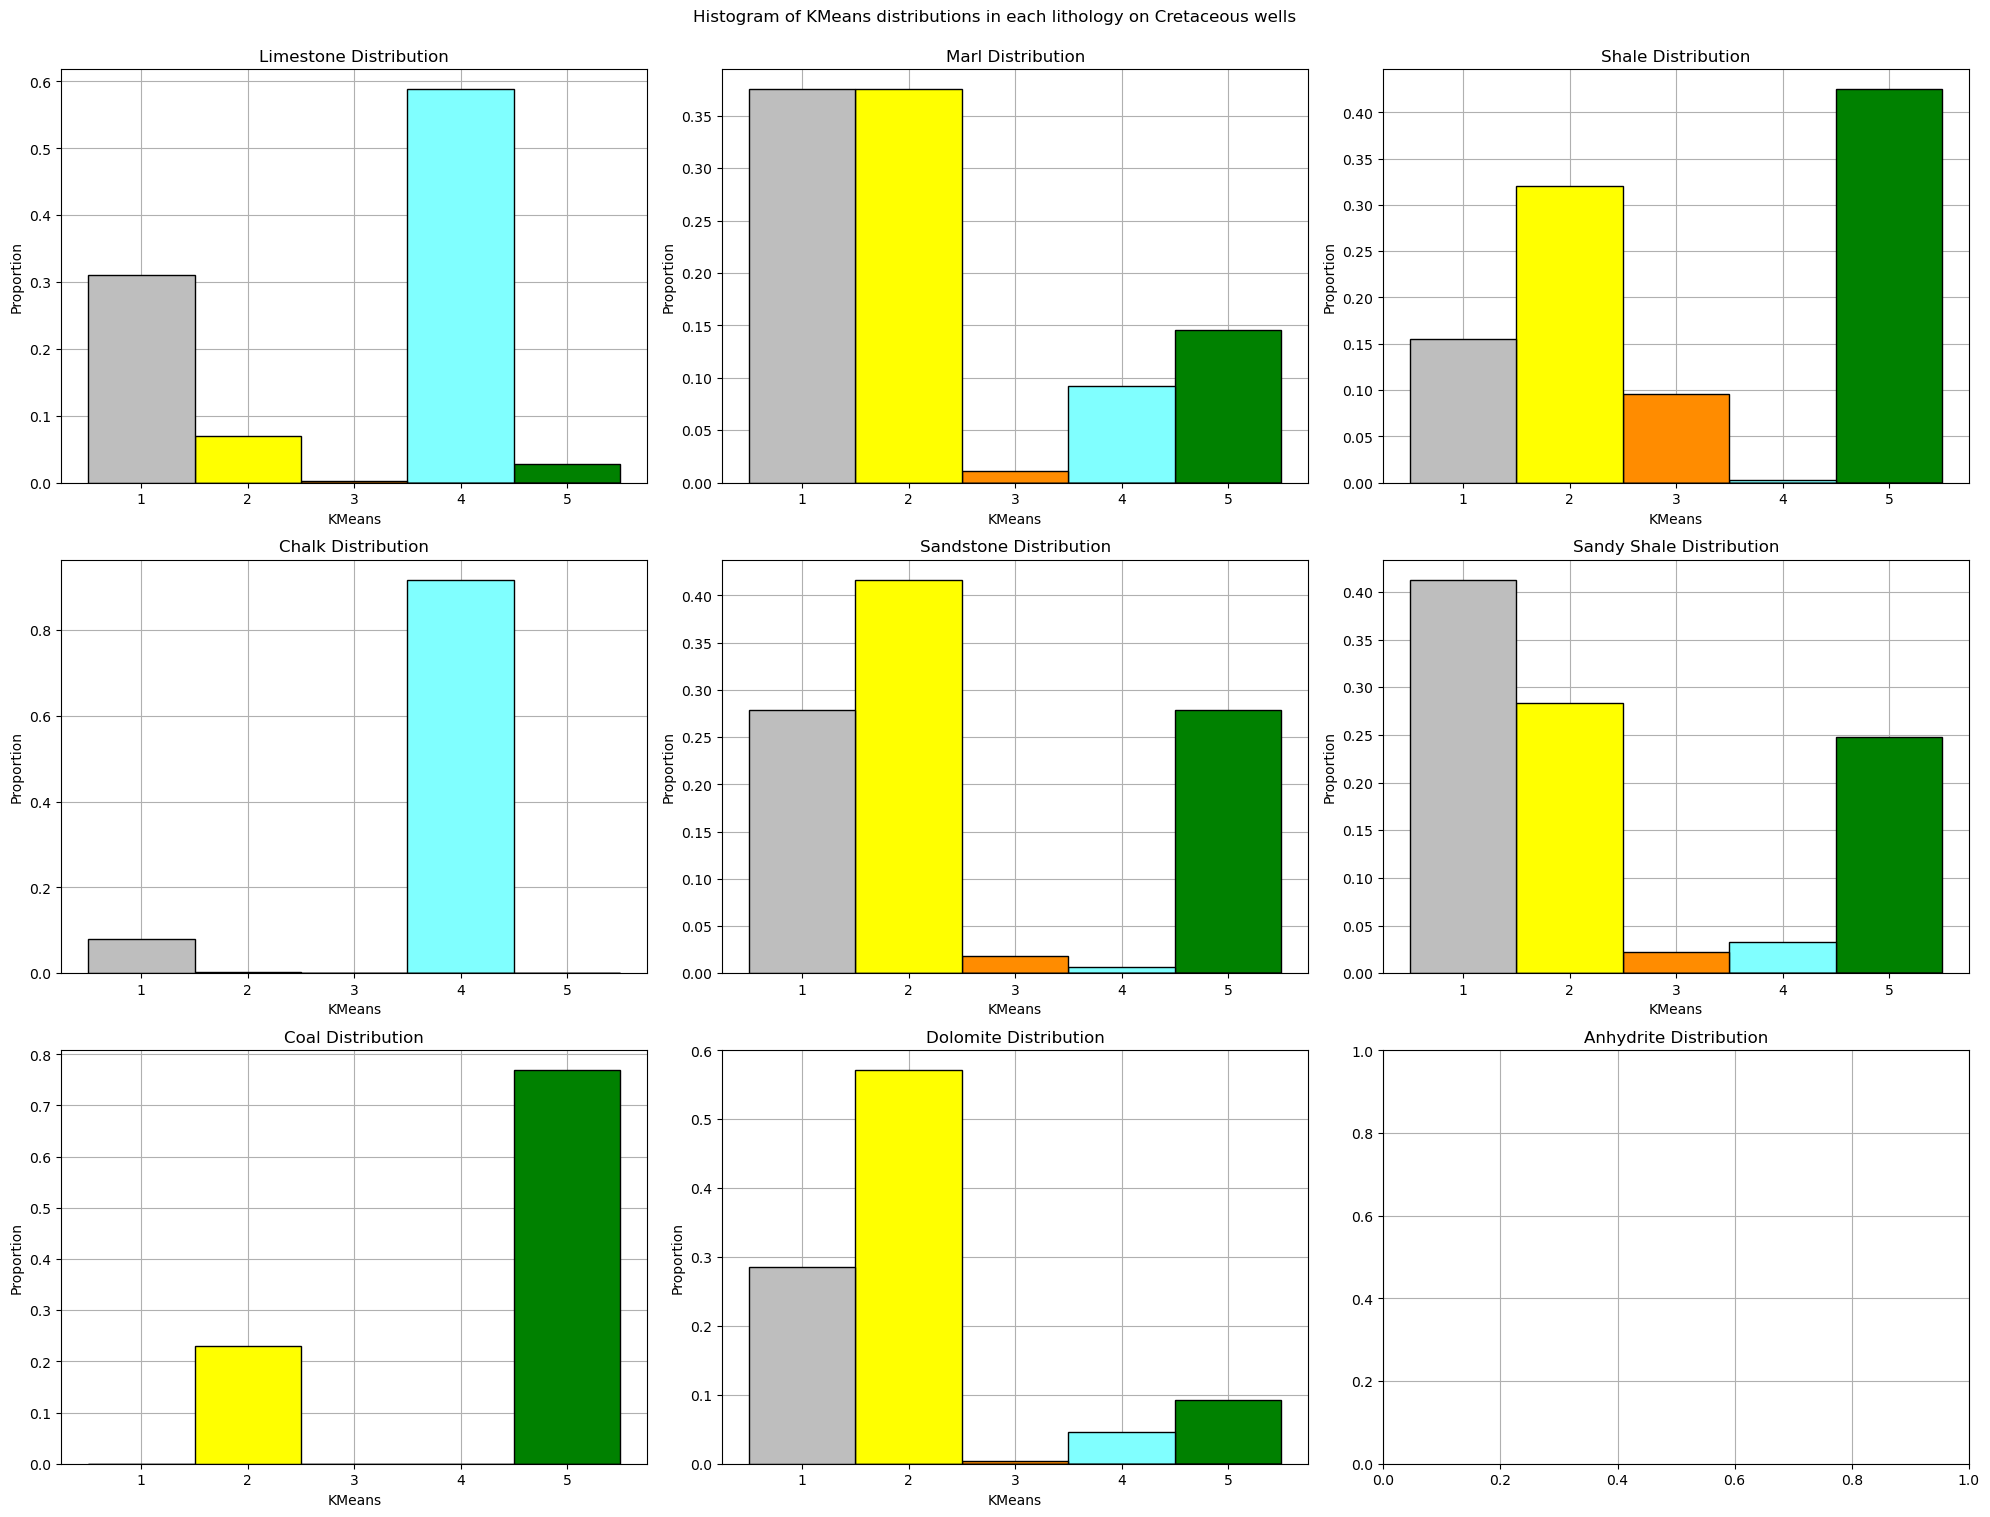 Histogram of KMeans distributions in each lithology on Cretaceous wells
Limestone Distribution
Proportion
0.6
0.5
0.4
0.3
0.2
0.1
0.0
1 2 3 4 5
KMeans
Marl Distribution
Proportion
0.35
0.30
0.25
0.20
0.15
0.10
0.05
0.00
1 2 3 4 5
KMeans
Shale Distribution
Proportion
0.40
0.35
0.30
0.25
0.20
0.15
0.10
0.05
0.00
1 2 3 4 5
KMeans
Chalk Distribution
Proportion
0.8
0.6
0.4
0.2
0.0
1 2 3 4 5
KMeans
Sandstone Distribution
Proportion
0.40
0.35
0.30
0.25
0.20
0.15
0.10
0.05
0.00
1 2 3 4 5
KMeans
Sandy Shale Distribution
Proportion
0.40
0.35
0.30
0.25
0.20
0.15
0.10
0.05
0.00
1 2 3 4 5
KMeans
Coal Distribution
Proportion
0.8
0.7
0.6
0.5
0.4
0.3
0.2
0.1
0.0
1 2 3 4 5
KMeans
Dolomite Distribution
Proportion
0.6
0.5
0.4
0.3
0.2
0.1
0.0
1 2 3 4 5
KMeans
Anhydrite Distribution
1.0
0.8
0.6
0.4
0.2
0.0
0.0 0.2 0.4 0.6 0.8 1.0